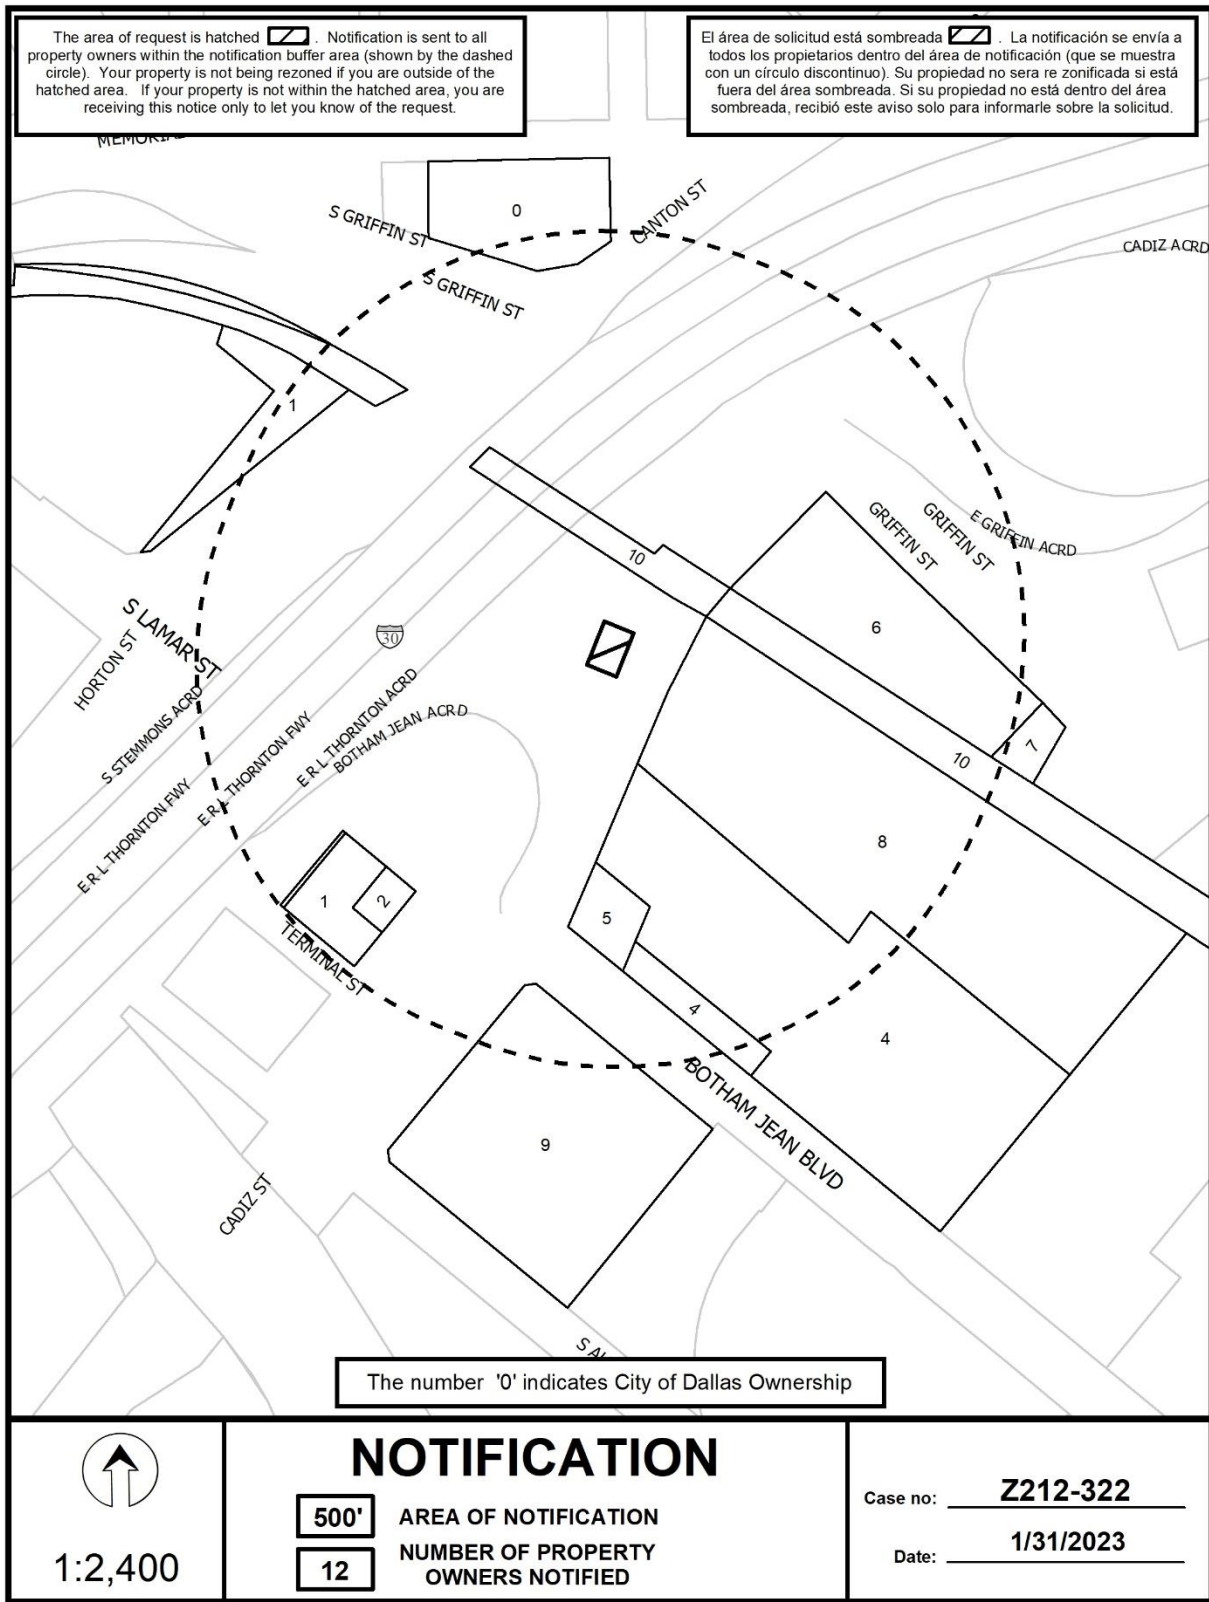 The area of request is hatched . Notification is sent to all
property owners within the notification buffer area (shown by the dashed
circle). Your property is not being rezoned if you are outside of the
hatched area. If your property is not within the hatched area, you are
receiving this notice only to let you know of the request.
El área de solicitud está sombreada . La notificación se envía a
todos los propietarios dentro del área de notificación (que se muestra
con un círculo discontinuo). Su propiedad no sera re zonificada si está
fuera del área sombreada. Si su propiedad no está dentro del área
sombreada, recibió este aviso solo para informarle sobre la solicitud.
0
S GRIFFIN ST
CANTON ST
CADIZ ACRD
S GRIFFIN ST
1
GRIFFIN ST
GRIFFIN ST
E GRIFFIN ACRD
10
S LAMAR ST
HORTON ST
30
6
S STEMMONS ACRD
E R L THORNTON FWY
E R L THORNTON FWY
E R L THORNTON ACRD
BOTHAM JEAN ACRD
7
10
8
1
2
5
TERMINAL ST
4
4
BOTHAM JEAN BLVD
9
CADIZ ST
The number '0' indicates City of Dallas Ownership
1:2,400
NOTIFICATION
500' AREA OF NOTIFICATION
12 NUMBER OF PROPERTY
OWNERS NOTIFIED
Case no: Z212-322
Date: 1/31/2023